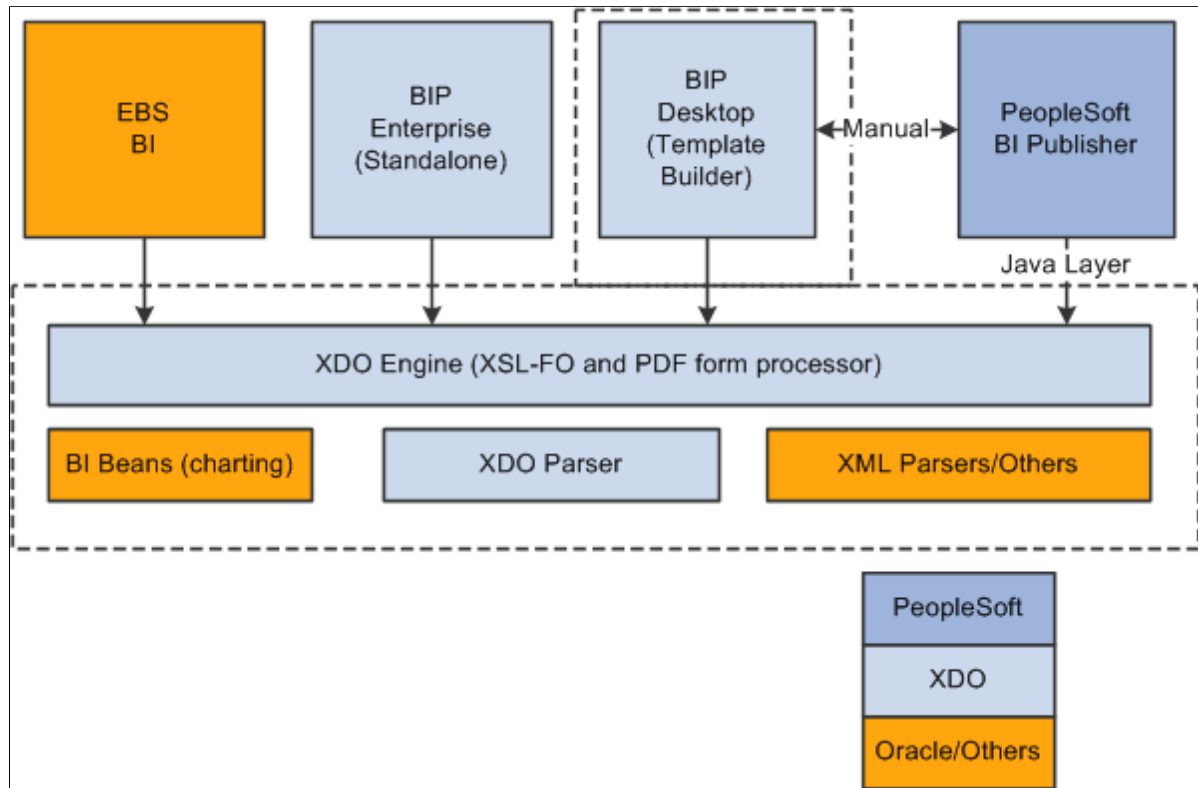 EBS
BI
BIP
Enterprise
(Standalone)
BIP
Desktop
(Template
Builder)
Manual
PeopleSoft
BI Publisher
Java Layer
XDO Engine (XSL-FO and PDF form processor)
BI Beans (charting)
XDO Parser
XML Parsers/Others
PeopleSoft
XDO
Oracle/Others